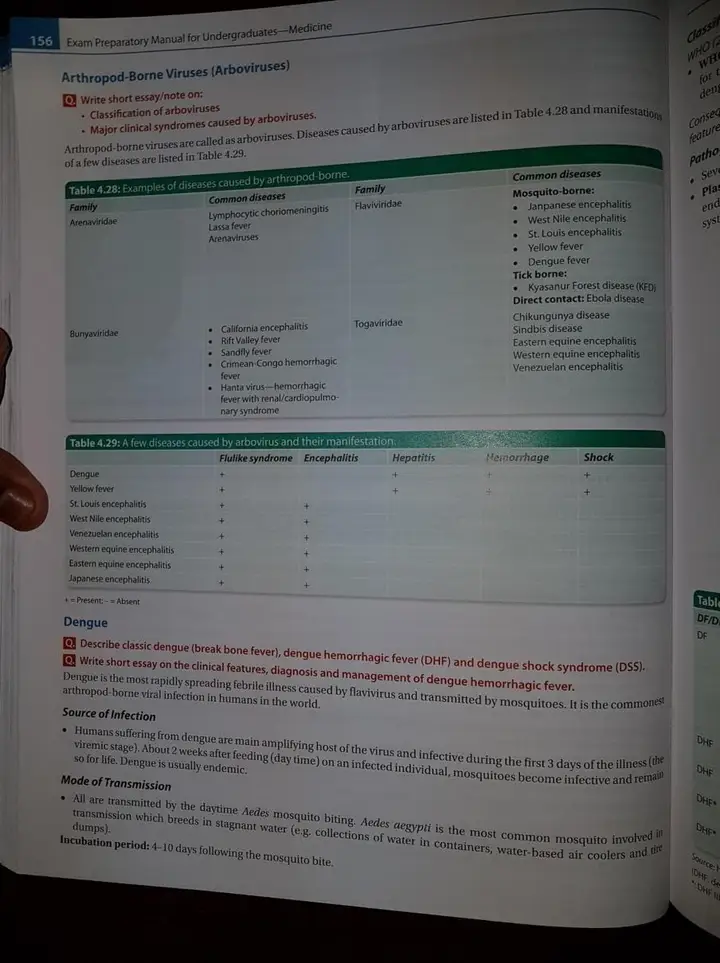 156
Exam Preparatory Manual for Undergraduates—Medicine
Arthropod-Borne Viruses (Arboviruses)
Q. Write short essay/note on:
• Classification of arboviruses
• Major clinical syndromes caused by arboviruses.
Arthropod-borne viruses are called as arboviruses. Diseases caused by arboviruses are listed in Table 4.28 and manifestations
of a few diseases are listed in Table 4.29.
Table 4.28: Examples of diseases caused by arthropod-borne.
Family Common diseases Family Common diseases
Arenaviridae
Lymphocytic choriomeningitis
Lassa fever
Arenaviruses
Flaviviridae
Mosquito-borne:
• Janpanese encephalitis
• West Nile encephalitis
• St. Louis encephalitis
• Yellow fever
• Dengue fever
Tick borne:
• Kyasanur Forest disease (KFD)
Direct contact: Ebola disease
Bunyaviridae
• California encephalitis
• Rift Valley fever
• Sandfly fever
• Crimean-Congo hemorrhagic
fever
• Hanta virus—hemorrhagic
fever with renal/cardiopulmo-
nary syndrome
Togaviridae
Chikungunya disease
Sindbis disease
Eastern equine encephalitis
Western equine encephalitis
Venezuelan encephalitis
Table 4.29: A few diseases caused by arbovirus and their manifestation.
Flulike syndrome Encephalitis Hepatitis Hemorrhage Shock
Dengue + + + +
Yellow fever + + + +
St. Louis encephalitis + +
West Nile encephalitis + +
Venezuelan encephalitis + +
Western equine encephalitis + +
Eastern equine encephalitis + +
Japanese encephalitis + +
+ = Present; - = Absent
Dengue
Q. Describe classic dengue (break bone fever), dengue hemorrhagic fever (DHF) and dengue shock syndrome (DSS).
Q. Write short essay on the clinical features, diagnosis and management of dengue hemorrhagic fever.
Dengue is the most rapidly spreading febrile illness caused by flavivirus and transmitted by mosquitoes. It is the commonest
arthropod-borne viral infection in humans in the world.
Source of Infection
• Humans suffering from dengue are main amplifying host of the virus and infective during the first 3 days of the illness (the
viremic stage). About 2 weeks after feeding (day time) on an infected individual, mosquitoes become infective and remain
so for life. Dengue is usually endemic.
Mode of Transmission
• All are transmitted by the daytime Aedes mosquito biting. Aedes aegypti is the most common mosquito involved in
transmission which breeds in stagnant water (e.g. collections of water in containers, water-based air coolers and tire
dumps).
Incubation period: 4–10 days following the mosquito bite.
WHO
for
Patho
DF/D
DF
DHF
DHF
DHF•
DHF•